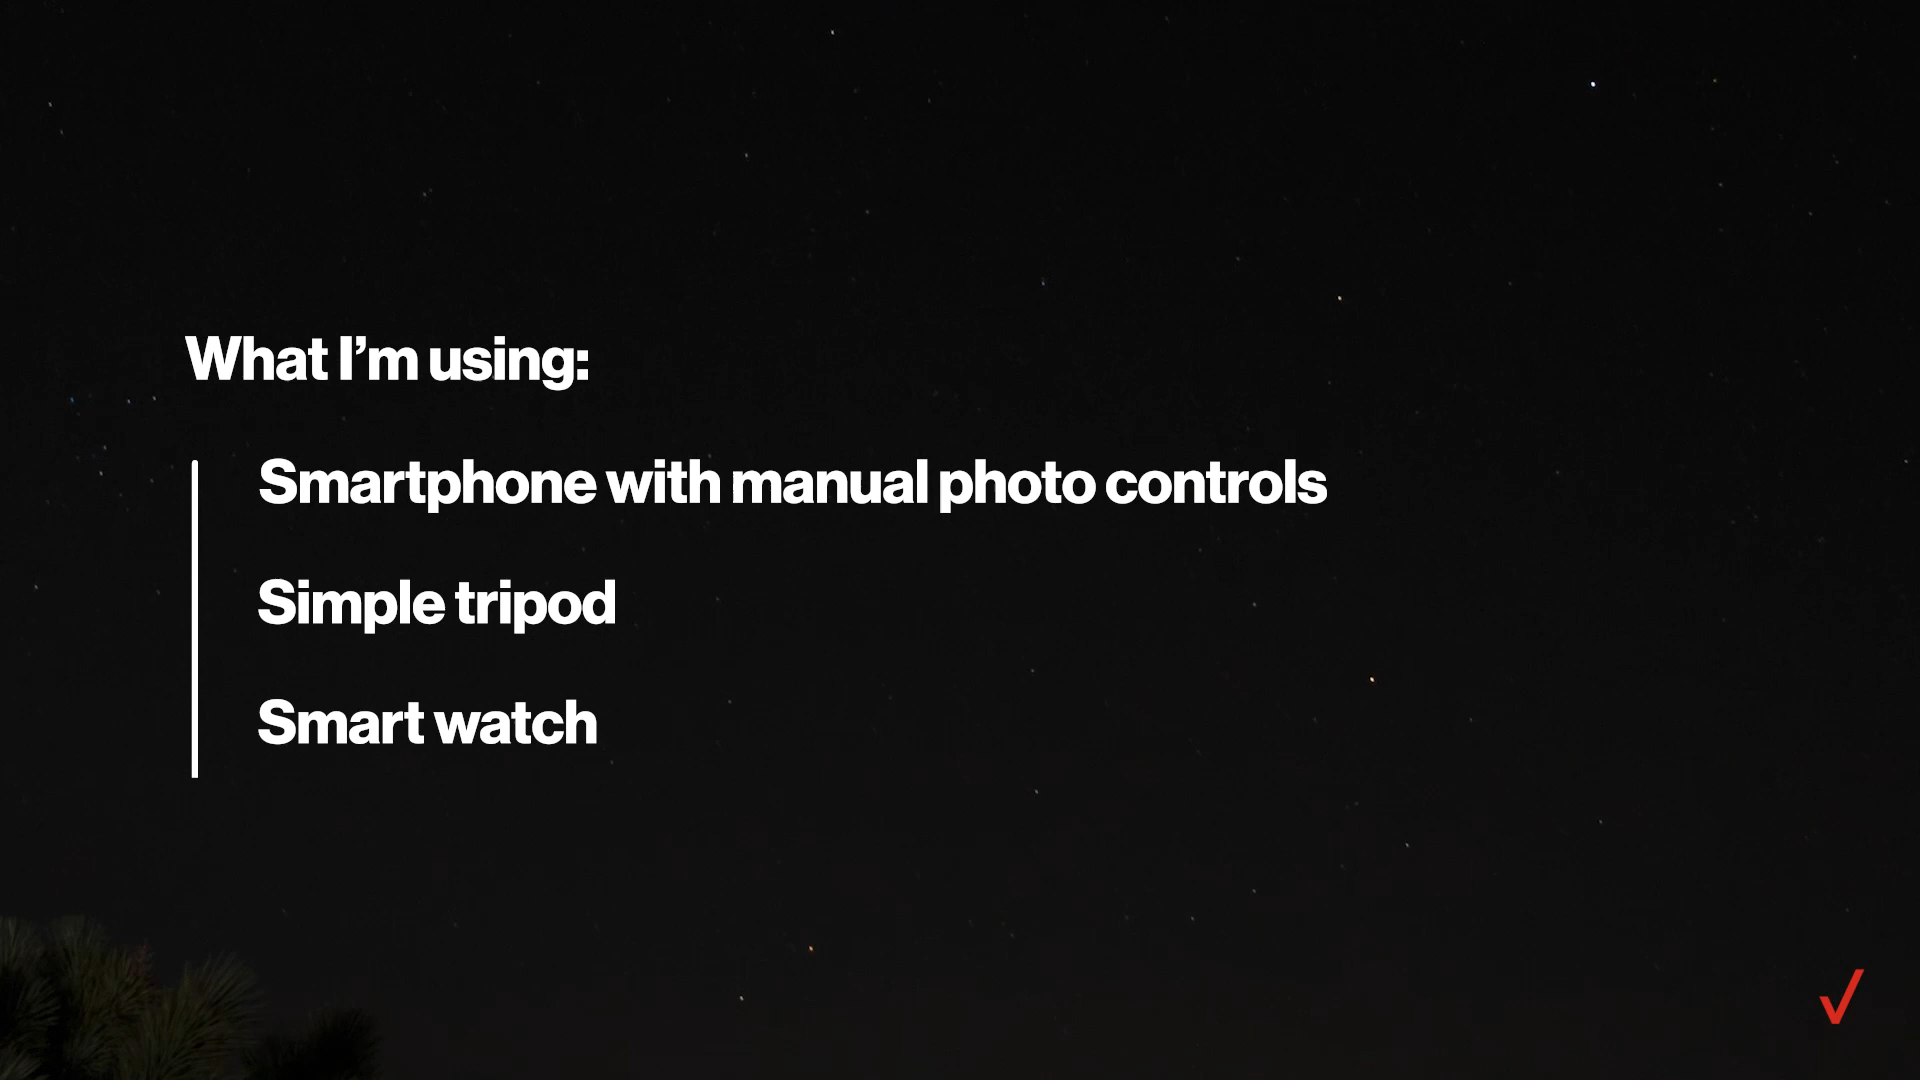 What I’m using:
Smartphone with manual photo controls
Simple tripod
Smart watch